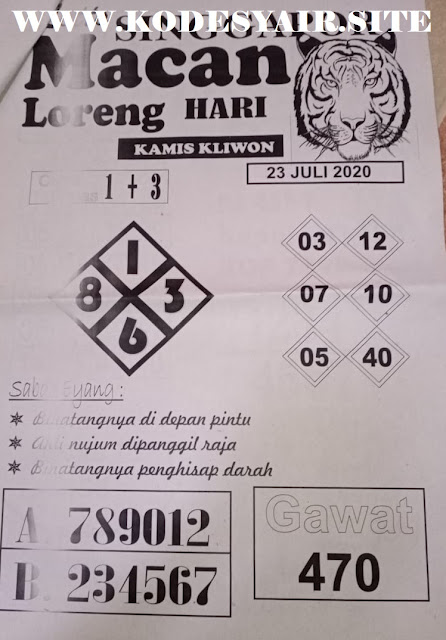 WWW.KODESYAIR.SITE
Macan
Loreng HARI
KAMIS KLIWON
23 JULI 2020
1 + 3
1
8 3
6
03 12
07 10
05 40
Eyang :
Binatangnya di depan pintu
Ahli nujum dipanggil raja
Binatangnya penghisap darah
A. 789012
B. 234567
Gawat
470